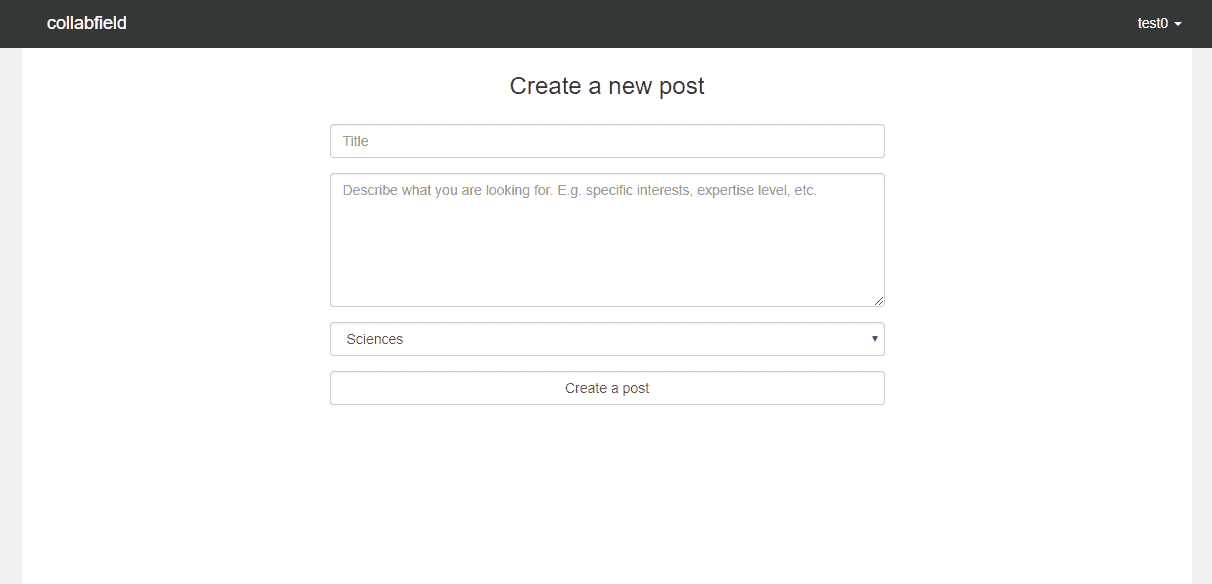 collabfield
test0
Create a new post
Title
Describe what you are looking for. E.g. specific interests, expertise level, etc.
Sciences
Create a post